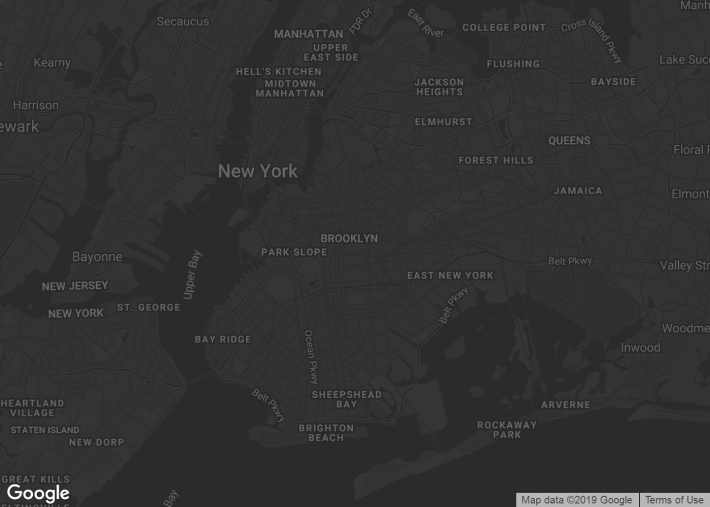 Manh
Secaucus
FDR Dr
East River
COLLEGE POINT
Cross Island Pkwy
MANHATTAN
UPPER
EAST SIDE
Kearny
FLUSHING
Lake Succ
HELL'S KITCHEN
MIDTOWN
MANHATTAN
JACKSON
HEIGHTS
BAYSIDE
Harrison
ELMHURST
ewark
QUEENS
Floral P
FOREST HILLS
New York
JAMAICA
Elmont
BROOKLYN
PARK SLOPE
Bayonne
Upper Bay
Belt Pkwy
Valley Str
EAST NEW YORK
NEW JERSEY
NEW YORK
ST. GEORGE
Belt Pkwy
Woodme
BAY RIDGE
Ocean Pkwy
Inwood
Belt Pkwy
SHEEPSHEAD
BAY
HEARTLAND
VILLAGE
ARVERNE
STATEN ISLAND
NEW DORP
BRIGHTON
BEACH
ROCKAWAY
PARK
GREAT KILLS
Google
Bay
Map data ©2019 Google
Terms of Use